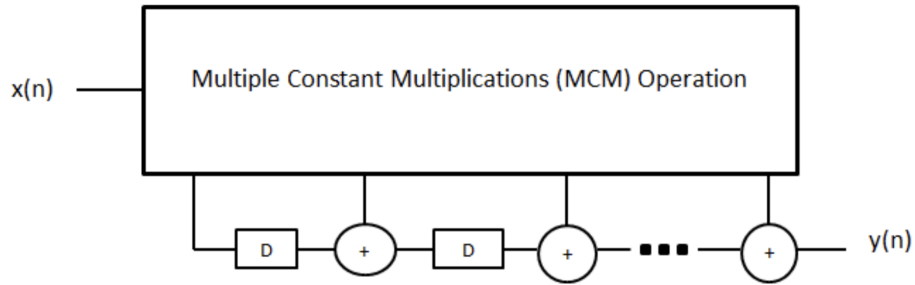 Multiple Constant Multiplications (MCM) Operation
x(n)
D
+
D
+
+
y(n)